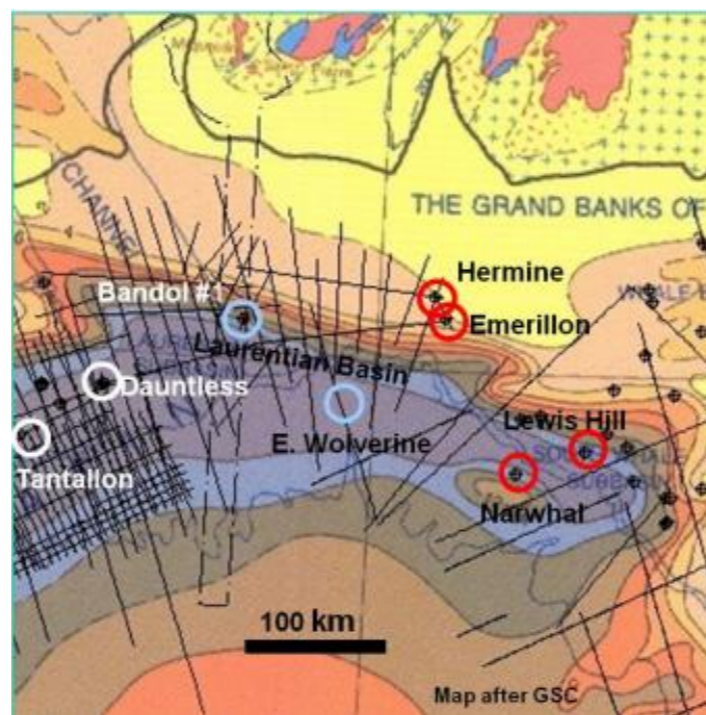 THE GRAND BANKS OF
CHANNEL
Hermine
Bandol #1
Emerillon
Laurentian Basin
Dauntless
Lewis Hill
E. Wolverine
Tantallon
Narwhal
100 km
Map after GSC